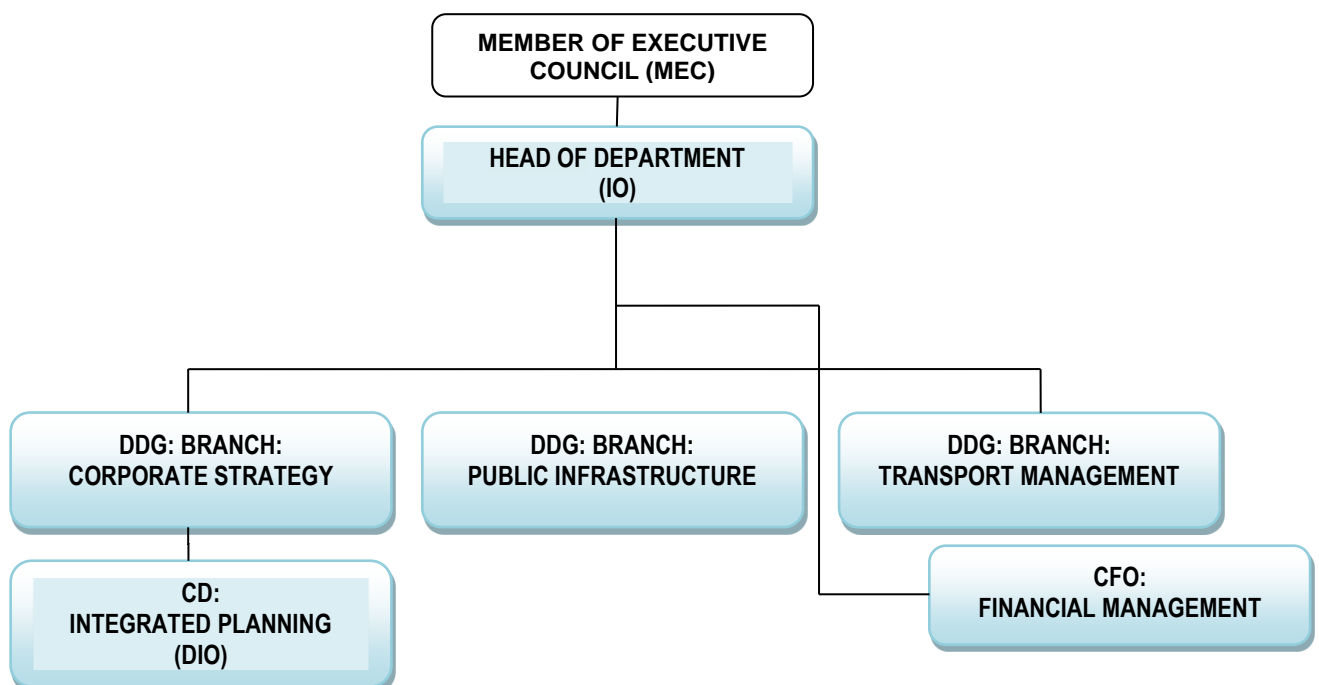 MEMBER OF EXECUTIVE
COUNCIL (MEC)
HEAD OF DEPARTMENT
(IO)
DDG: BRANCH:
CORPORATE STRATEGY
DDG: BRANCH:
PUBLIC INFRASTRUCTURE
DDG: BRANCH:
TRANSPORT MANAGEMENT
CD:
INTEGRATED PLANNING
(DIO)
CFO:
FINANCIAL MANAGEMENT